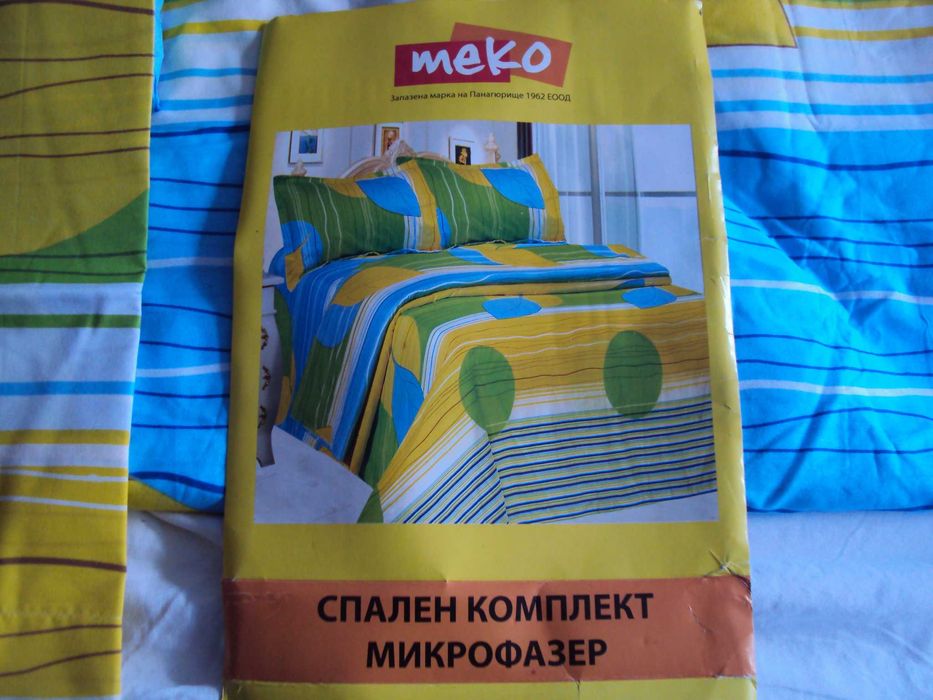 meko
Запазена марка на Панагюрище 1962 ЕООД
СПАЛЕН КОМПЛЕКТ
МИКРОФАЗЕР